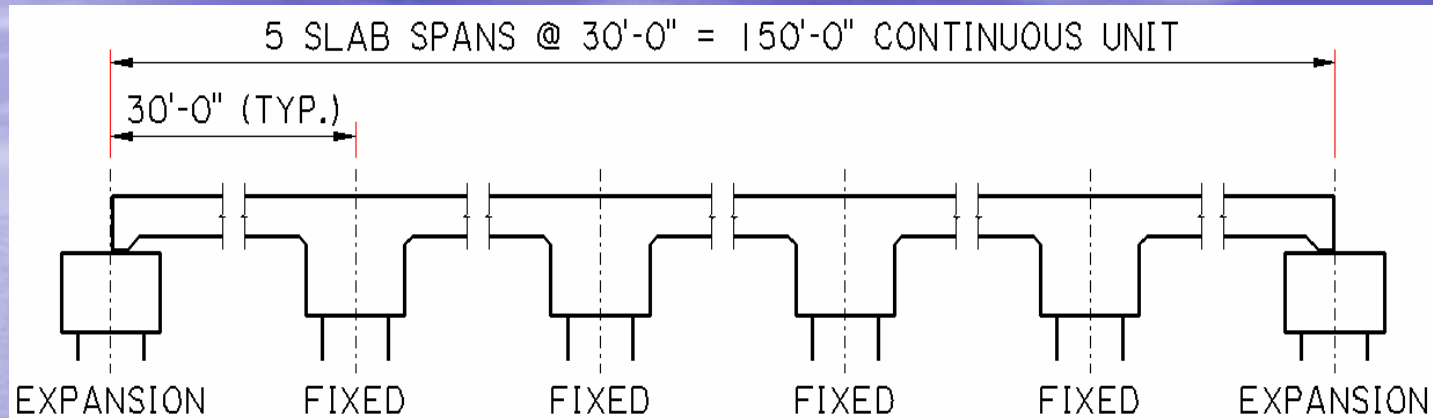 5 SLAB SPANS @ 30'-0" = 150'-0" CONTINUOUS UNIT
30'-0" (TYP.)
EXPANSION FIXED FIXED FIXED FIXED EXPANSION